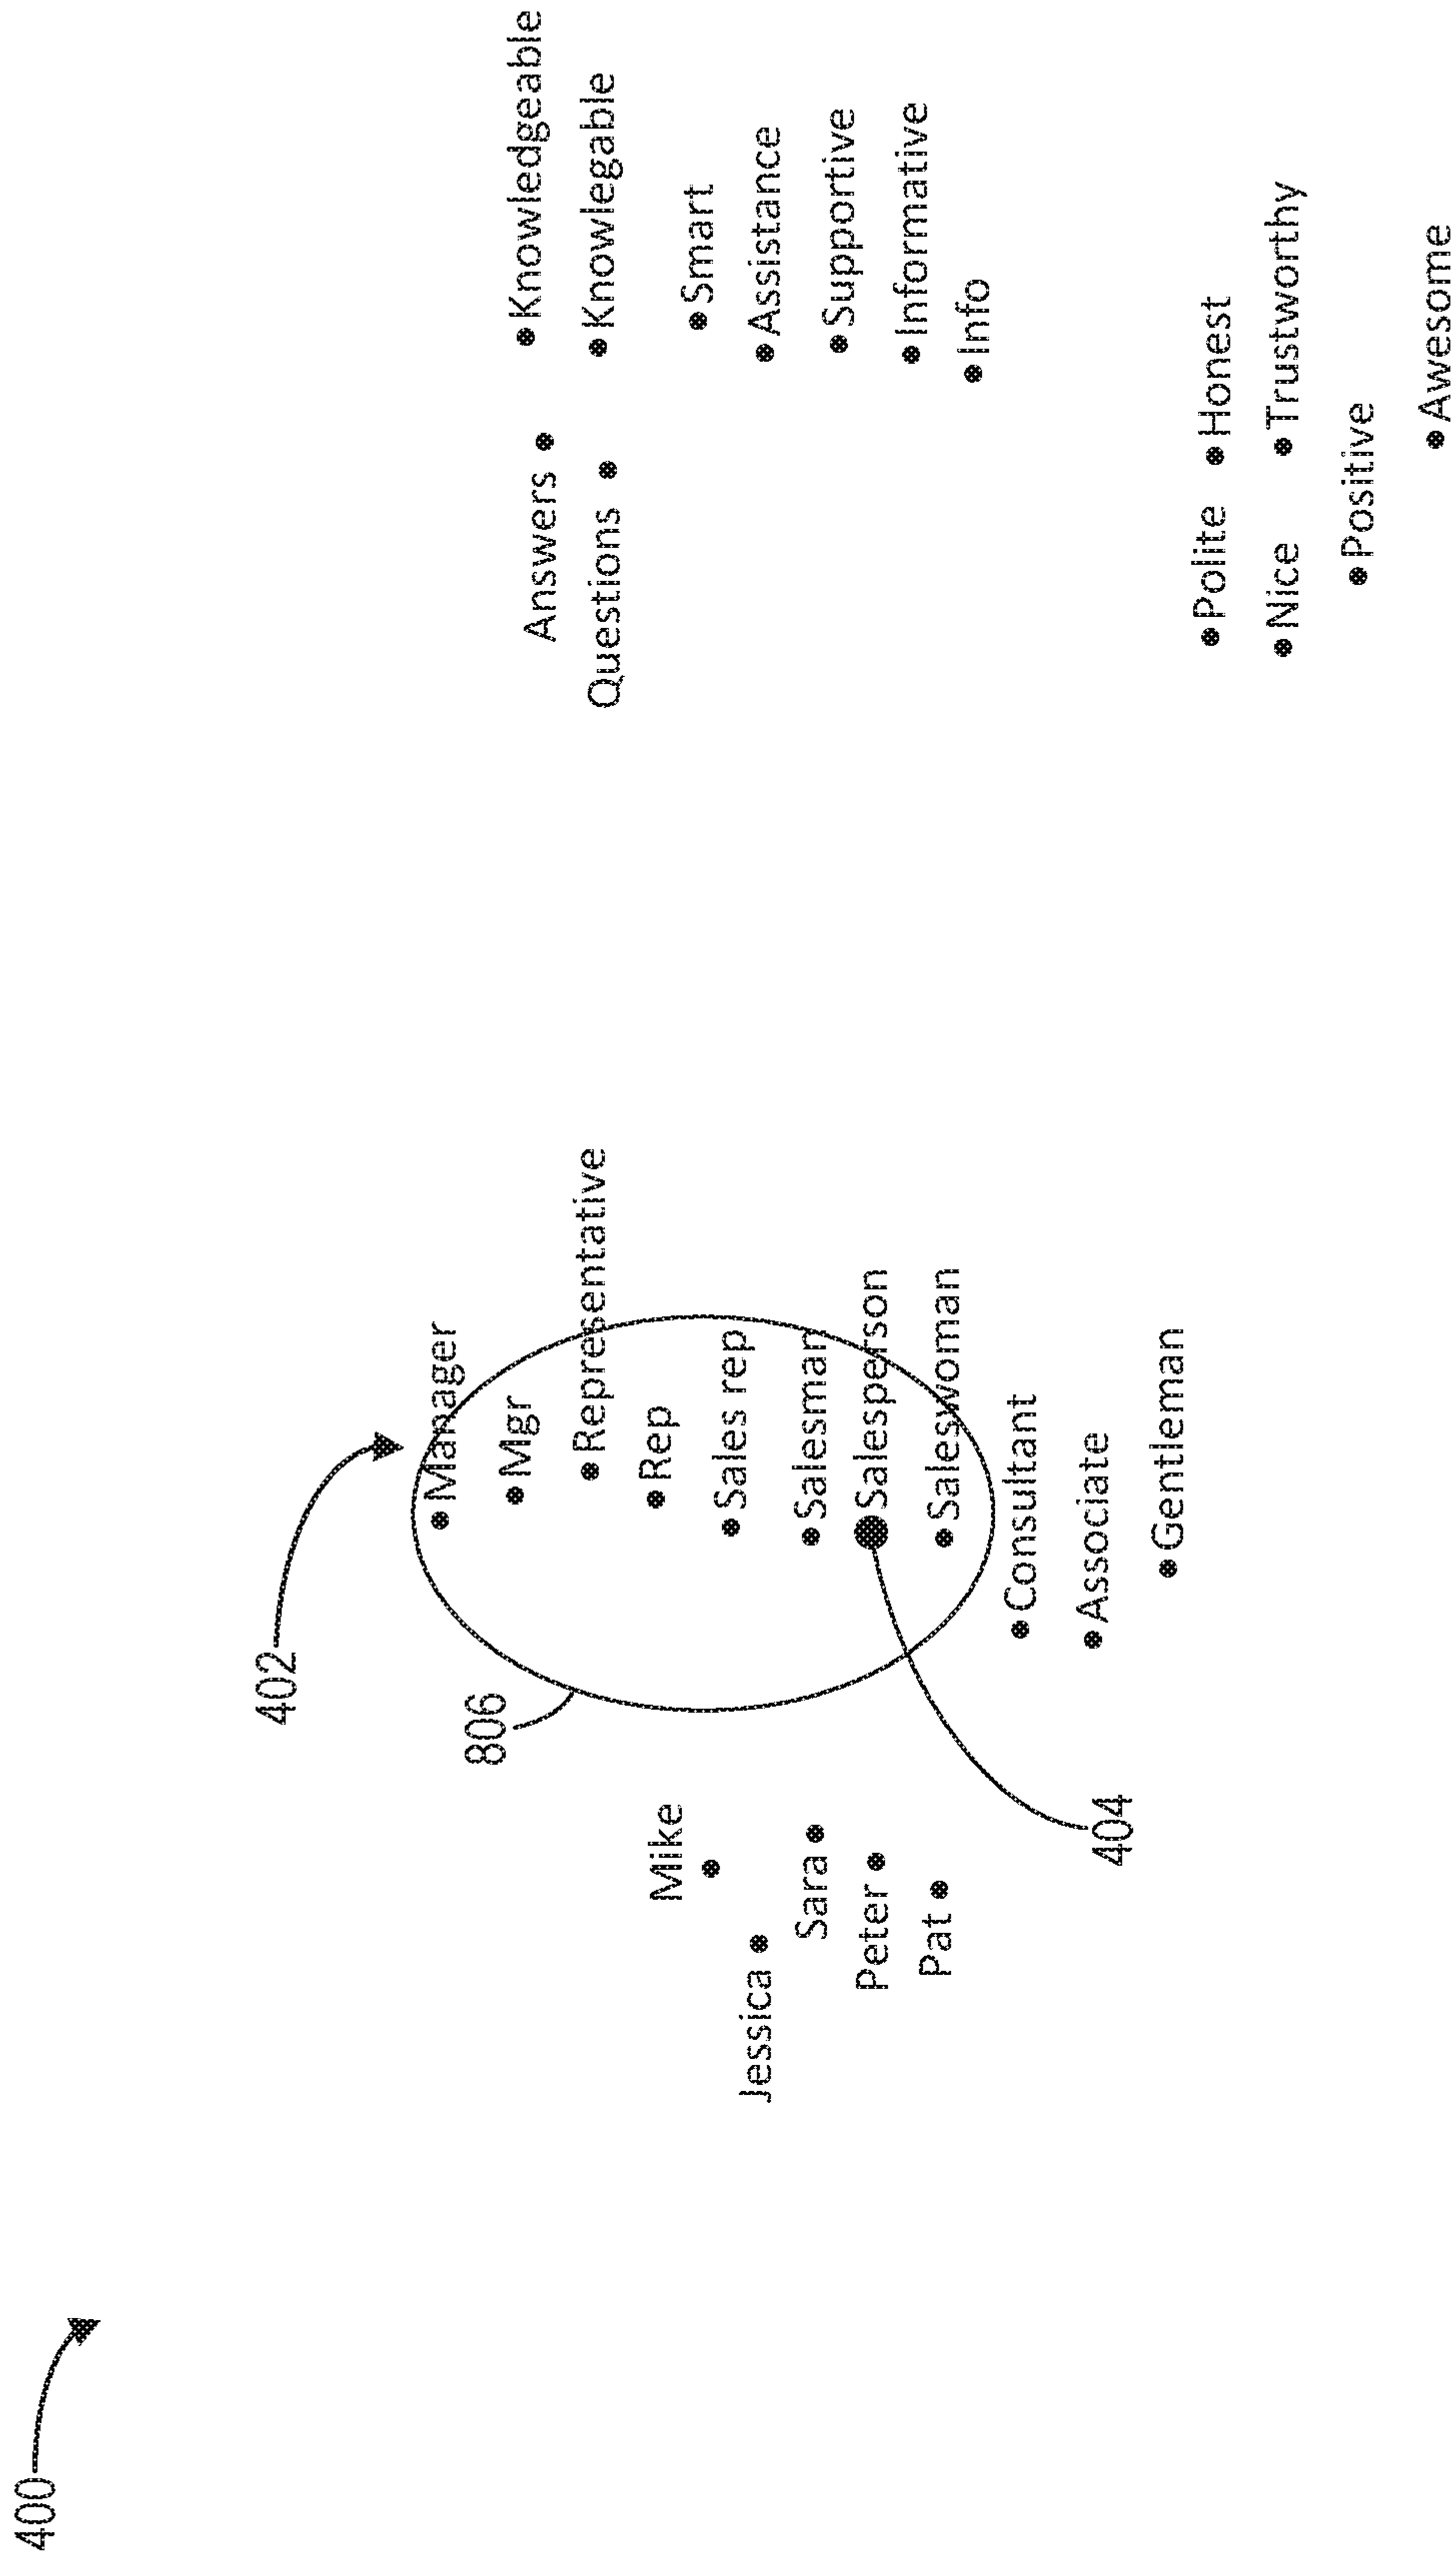 400
402
Manager
Mgr
806
Representative
Rep
Mike
Sales rep
Jessica
Salesman
Sara
Salesperson
Peter
Saleswoman
Pat
Consultant
Associate
404
Gentleman
Knowledgeable
Answers
Knowlegable
Questions
Smart
Assistance
Supportive
Informative
Info
Polite
Honest
Nice
Trustworthy
Positive
Awesome